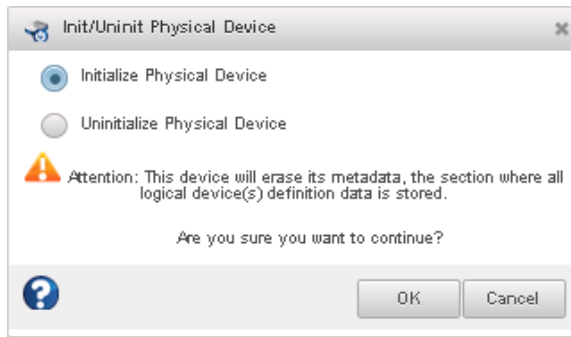 Init/Uninit Physical Device
Initialize Physical Device
Uninitialize Physical Device
Attention: This device will erase its metadata, the section where all
logical device(s) definition data is stored.
Are you sure you want to continue?
OK
Cancel